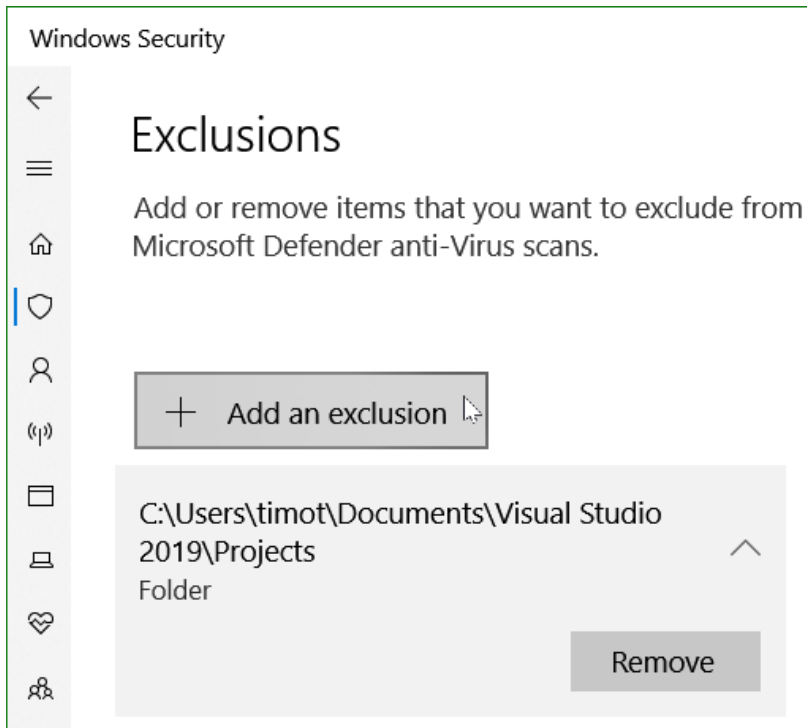 Windows Security
Exclusions
Add or remove items that you want to exclude from
Microsoft Defender anti-Virus scans.
Add an exclusion
C:\Users\timot\Documents\Visual Studio
2019\Projects
Folder
Remove